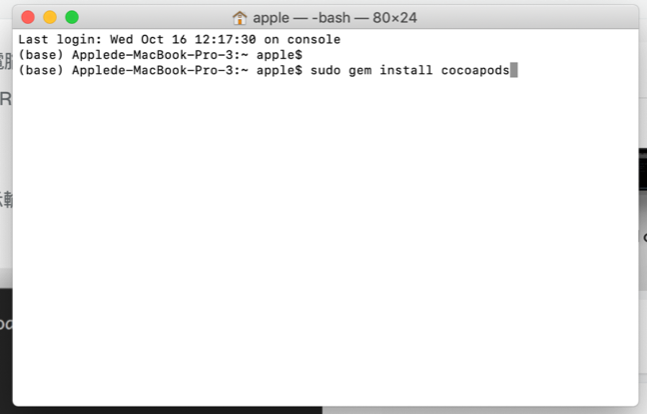 apple — -bash — 80×24
Last login: Wed Oct 16 12:17:30 on console
(base) Applede-MacBook-Pro-3:~ apple$
(base) Applede-MacBook-Pro-3:~ apple$ sudo gem install cocoapods